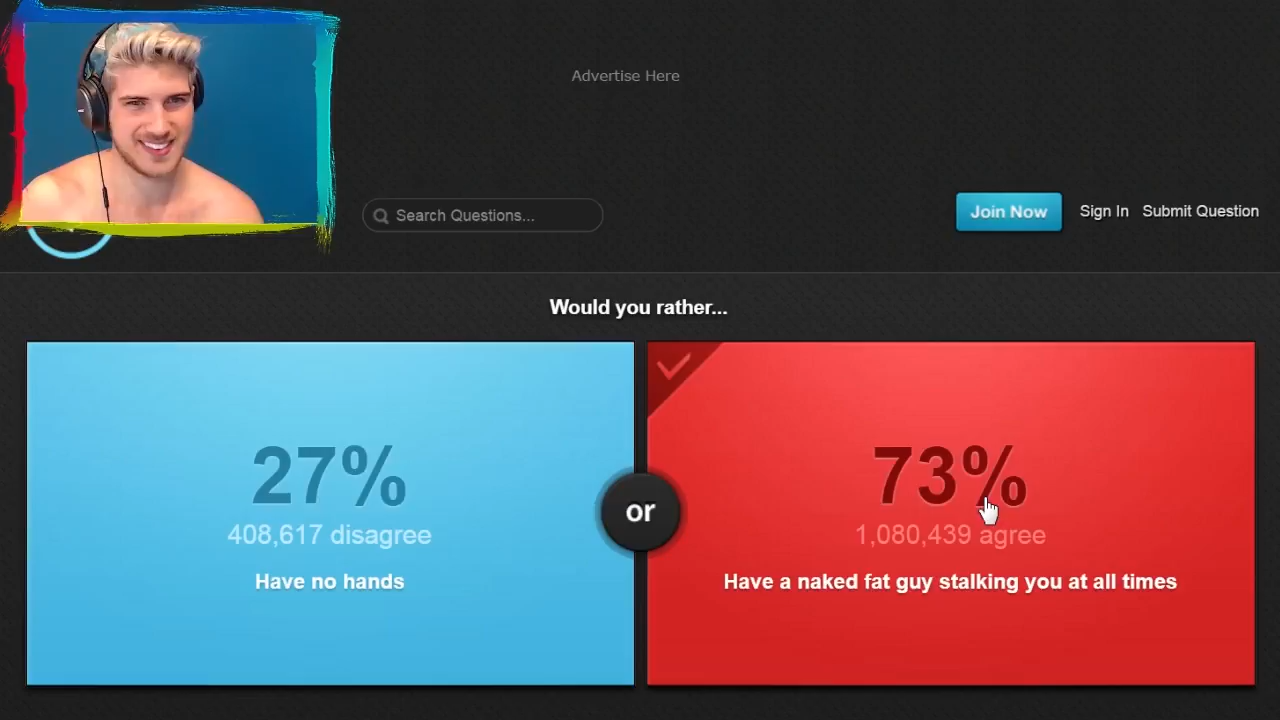 Advertise Here
Search Questions...
Join Now
Sign In
Submit Question
Would you rather...
27%
408,617 disagree
Have no hands
or
73%
1,080,439 agree
Have a naked fat guy stalking you at all times